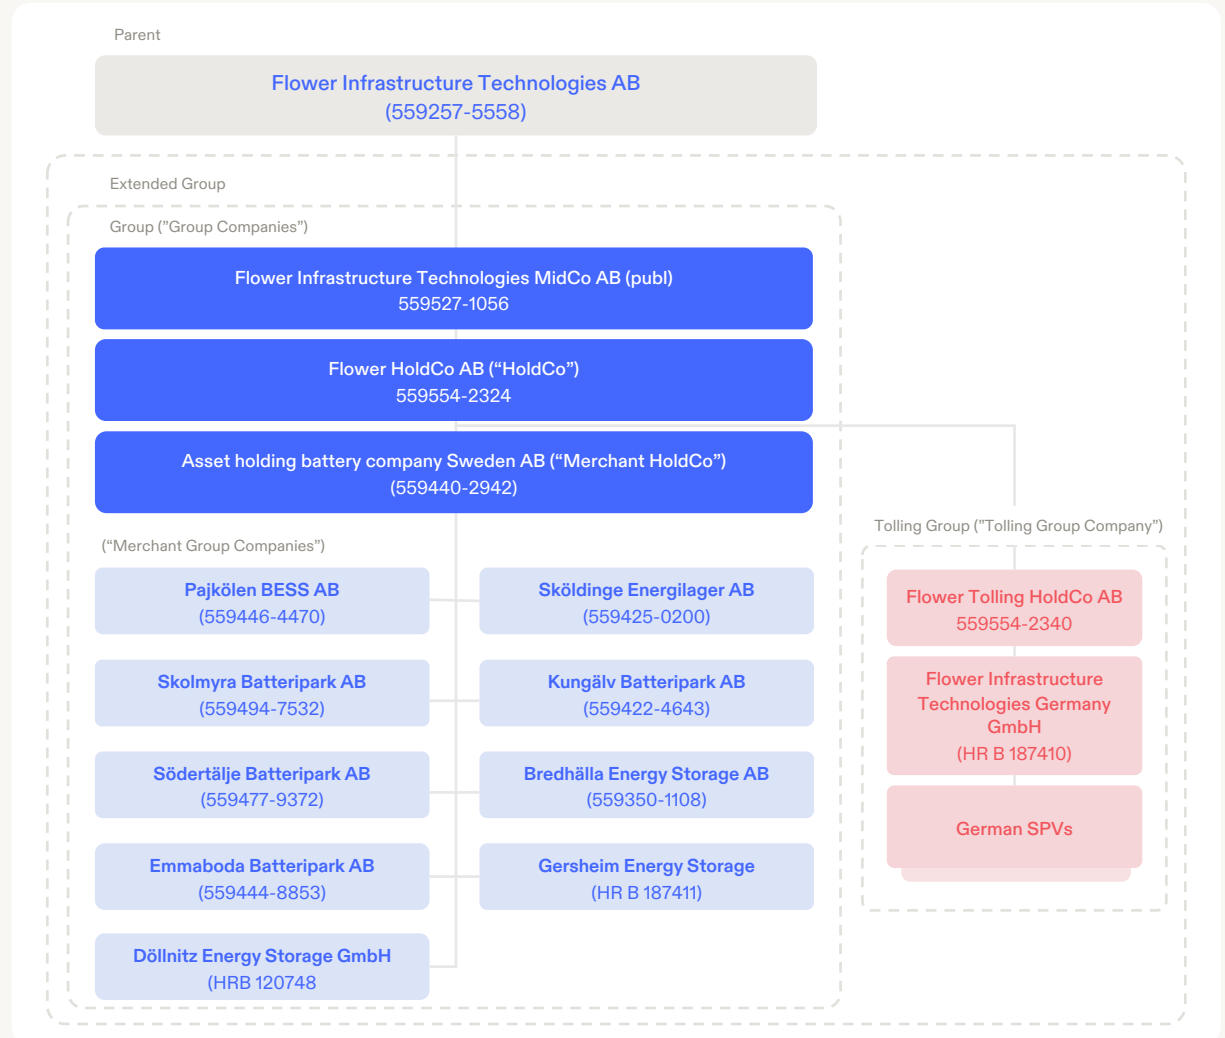 Parent
Flower Infrastructure Technologies AB
(559257-5558)
Extended Group
Group (”Group Companies”)
Flower Infrastructure Technologies MidCo AB (publ)
559527-1056
Flower HoldCo AB (“HoldCo”)
559554-2324
Asset holding battery company Sweden AB (“Merchant HoldCo”)
(559440-2942)
(“Merchant Group Companies”)
Pajkölen BESS AB
(559446-4470)
Sköldinge Energilager AB
(559425-0200)
Skolmyra Batteripark AB
(559494-7532)
Kungälv Batteripark AB
(559422-4643)
Södertälje Batteripark AB
(559477-9372)
Bredhälla Energy Storage AB
(559350-1108)
Emmaboda Batteripark AB
(559444-8853)
Gersheim Energy Storage
(HR B 187411)
Döllnitz Energy Storage GmbH
(HRB 120748
Tolling Group (”Tolling Group Company”)
Flower Tolling HoldCo AB
559554-2340
Flower Infrastructure
Technologies Germany
GmbH
(HR B 187410)
German SPVs